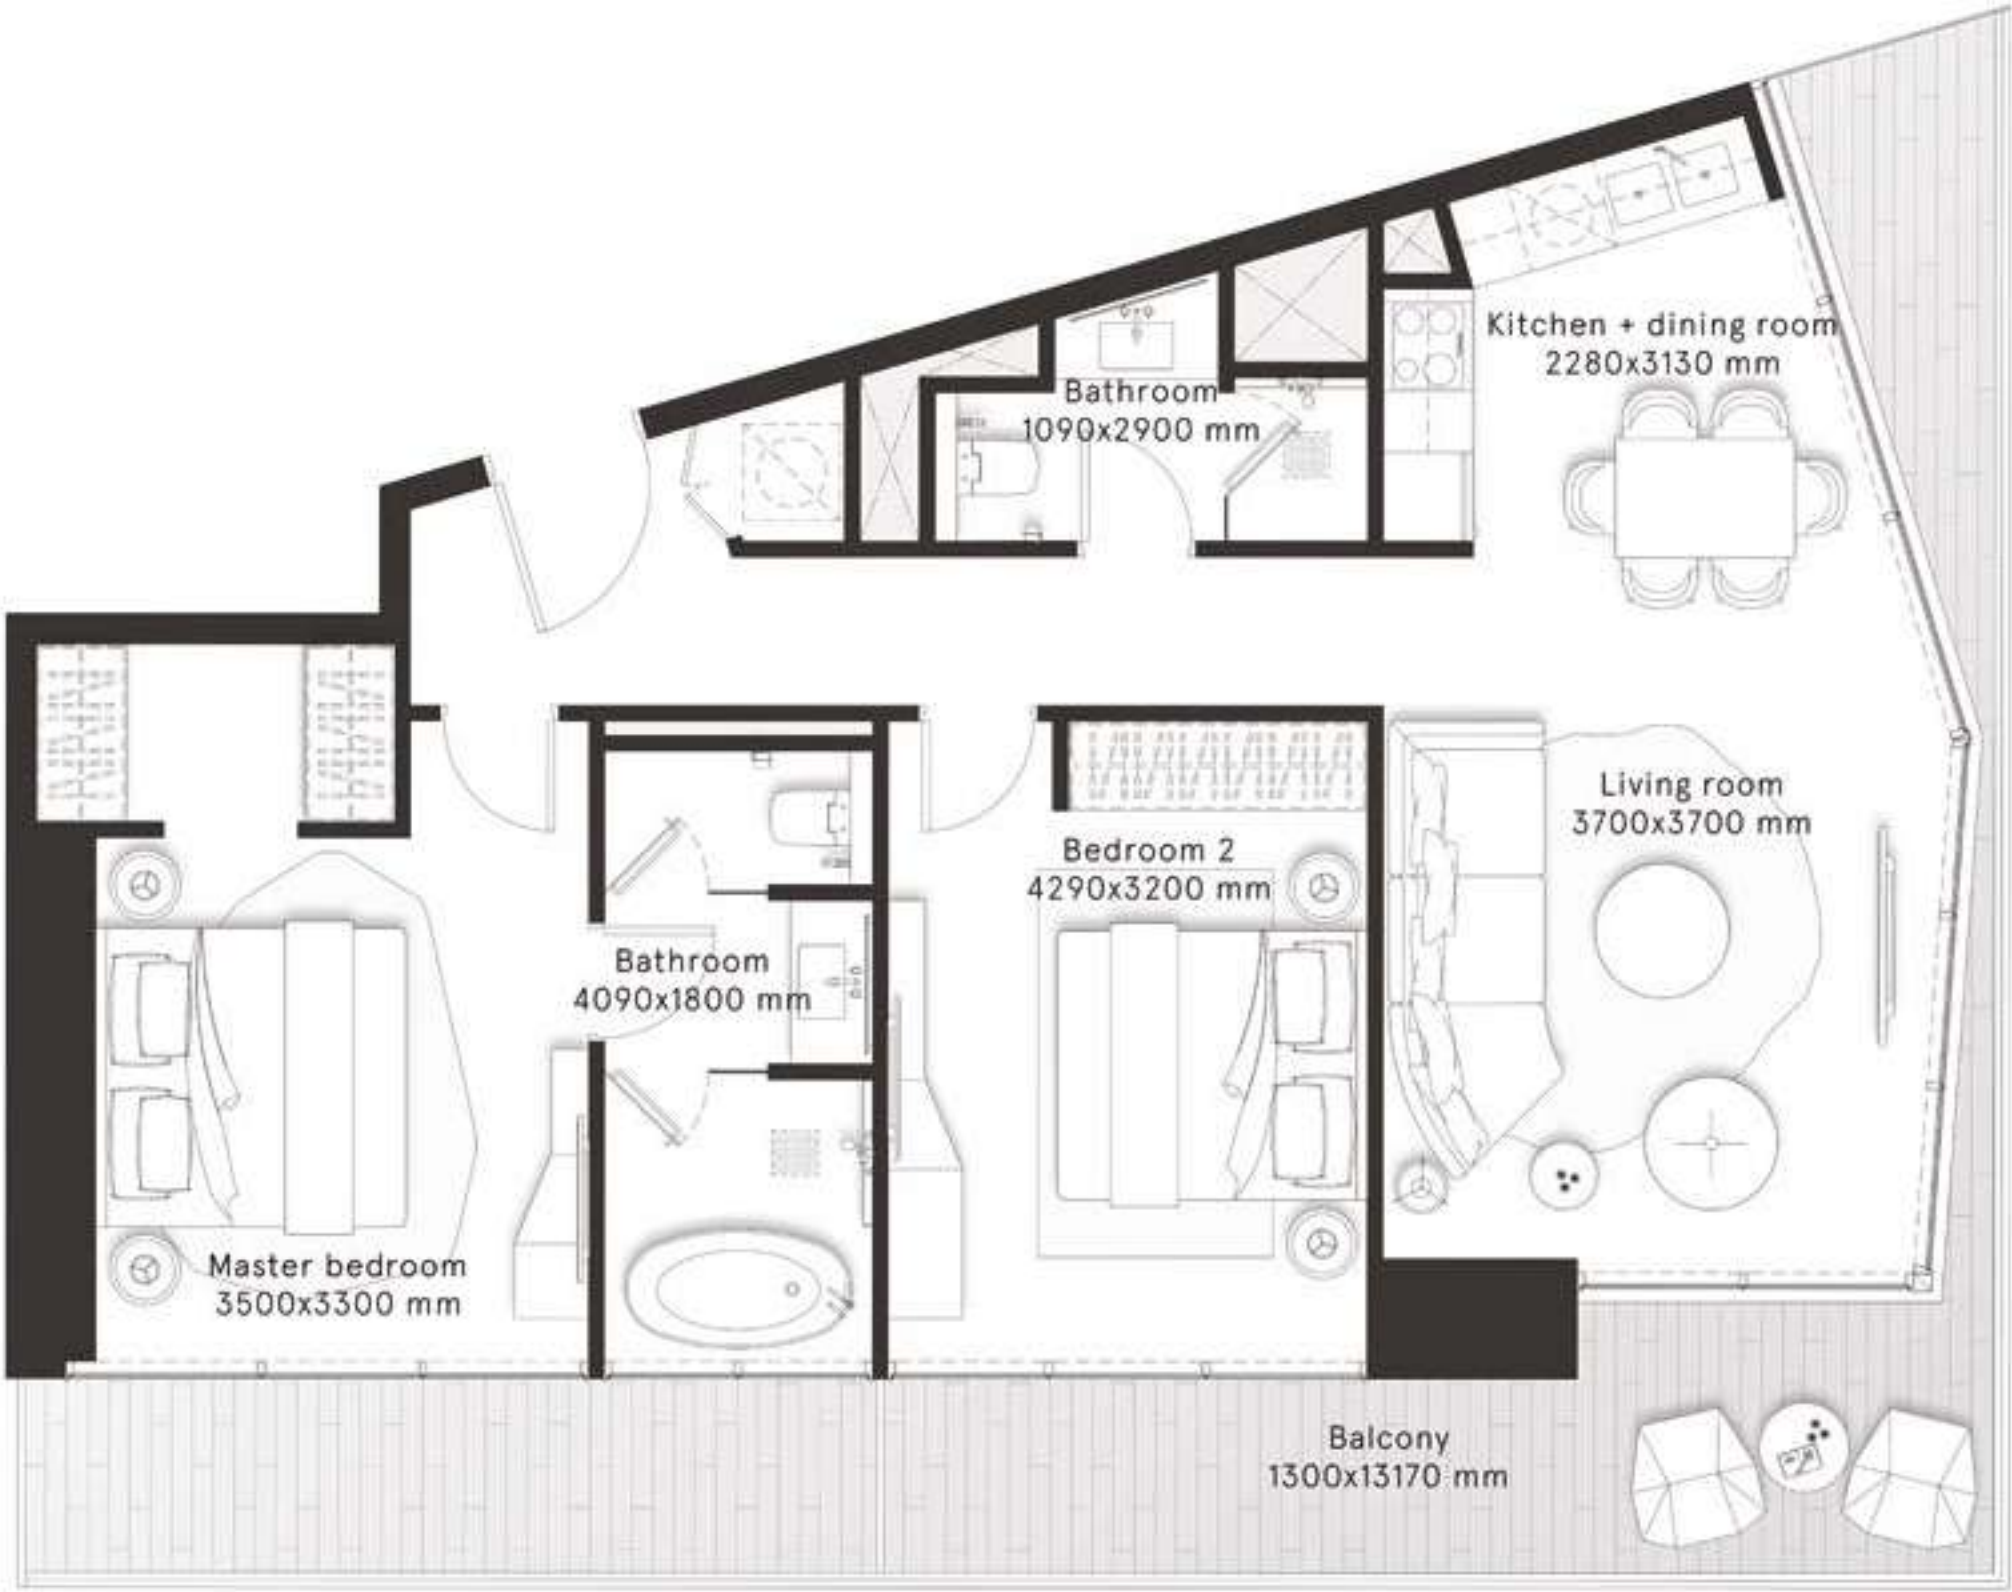 Kitchen + dining room
2280x3130 mm
Bathroom
1090x2900 mm
Living room
3700x3700 mm
Bedroom 2
4290x3200 mm
Bathroom
4090x1800 mm
Master bedroom
3500x3300 mm
Balcony
1300x13170 mm